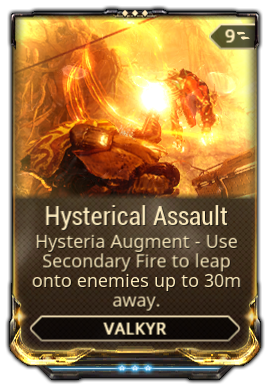 9
Hysterical Assault
Hysteria Augment - Use
Secondary Fire to leap
onto enemies up to 30m
away.
VALKYR